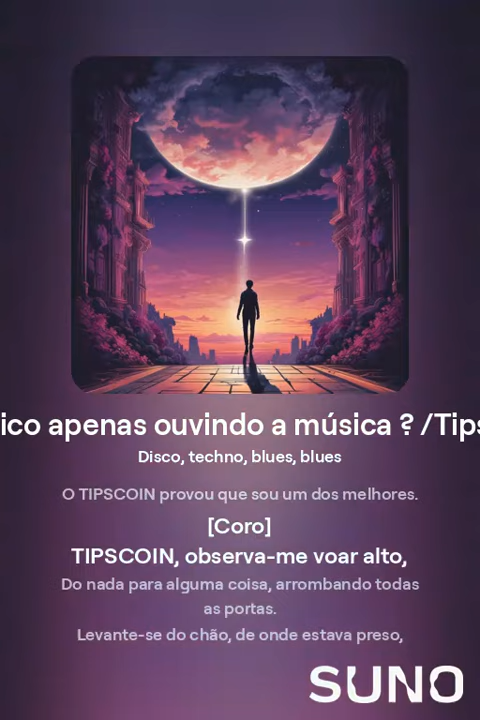 ico apenas ouvindo a música ? /Tips
Disco, techno, blues, blues
O TIPSCOIN provou que sou um dos melhores.
[Coro]
TIPSCOIN, observa-me voar alto,
Do nada para alguma coisa, arrombando todas
as portas.
Levante-se do chão, de onde estava preso,
SUNO